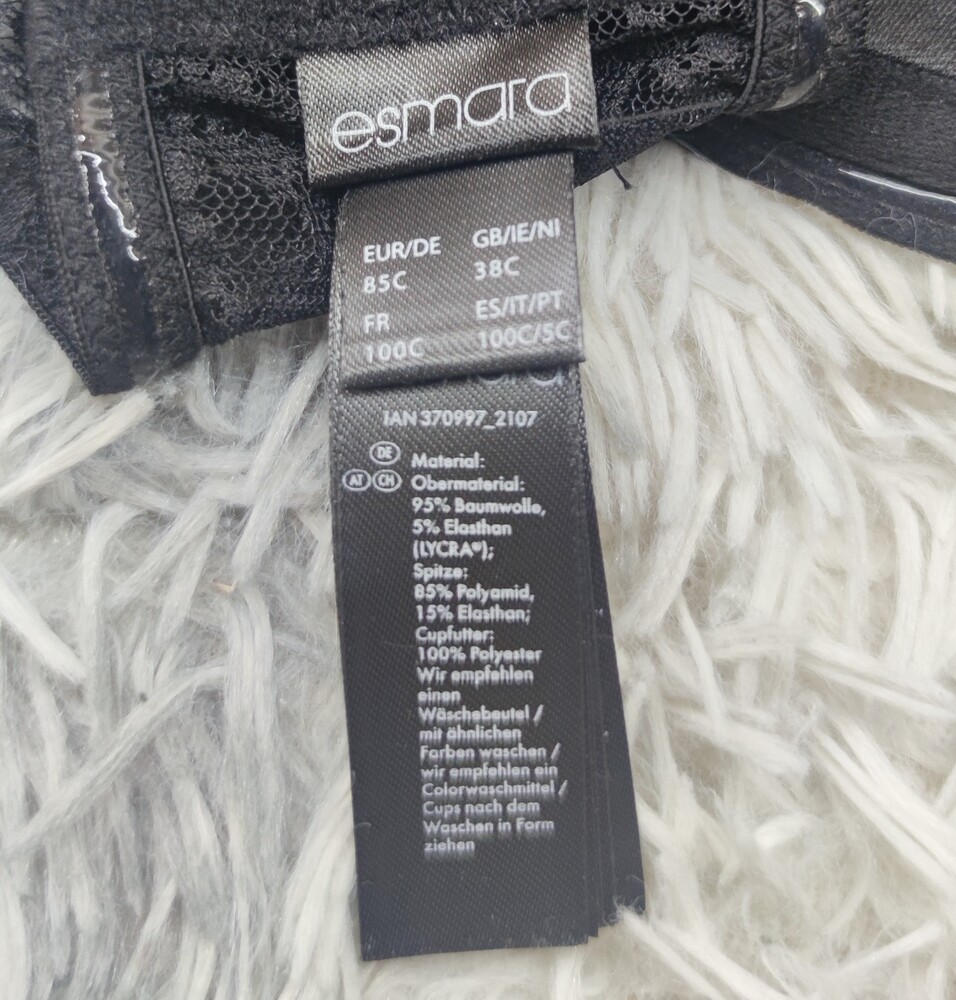 esmara
EUR/DE GB/IE/NI
85C 38C
FR ES/IT/PT
100C 100C/5C
IAN 370997_2107
DE Material:
AT CH Obermaterial:
95% Baumwolle,
5% Elasthan
(LYCRA®);
Spitze:
85% Polyamid,
15% Elasthan;
Cupfutter:
100% Polyester
Wir empfehlen
einen
Wäschebeutel /
mit ähnlichen
Farben waschen /
wir empfehlen ein
Colorwaschmittel /
Cups nach dem
Waschen in Form
ziehen